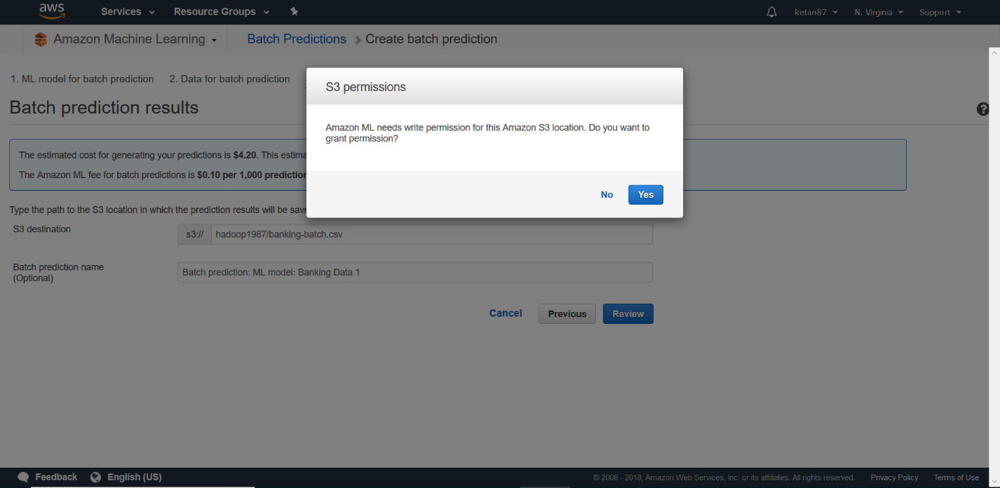 aws Services Resource Groups ketan87 N. Virginia Support
Amazon Machine Learning Batch Predictions Create batch prediction
1. ML model for batch prediction 2. Data for batch prediction
S3 permissions
Batch prediction results
Amazon ML needs write permission for this Amazon S3 location. Do you want to
grant permission?
The estimated cost for generating your predictions is $4.20. This
The Amazon ML fee for batch predictions is $0.10 per 1,000
No Yes
Type the path to the S3 location in which the prediction results will be
S3 destination
s3:// hadoop1987/banking-batch.csv
Batch prediction name
(Optional)
Batch prediction: ML model: Banking Data 1
Cancel Previous Review
Feedback English (US) © 2008 - 2018, Amazon Web Services, Inc. or its affiliates. All rights reserved. Privacy Policy Terms of Use